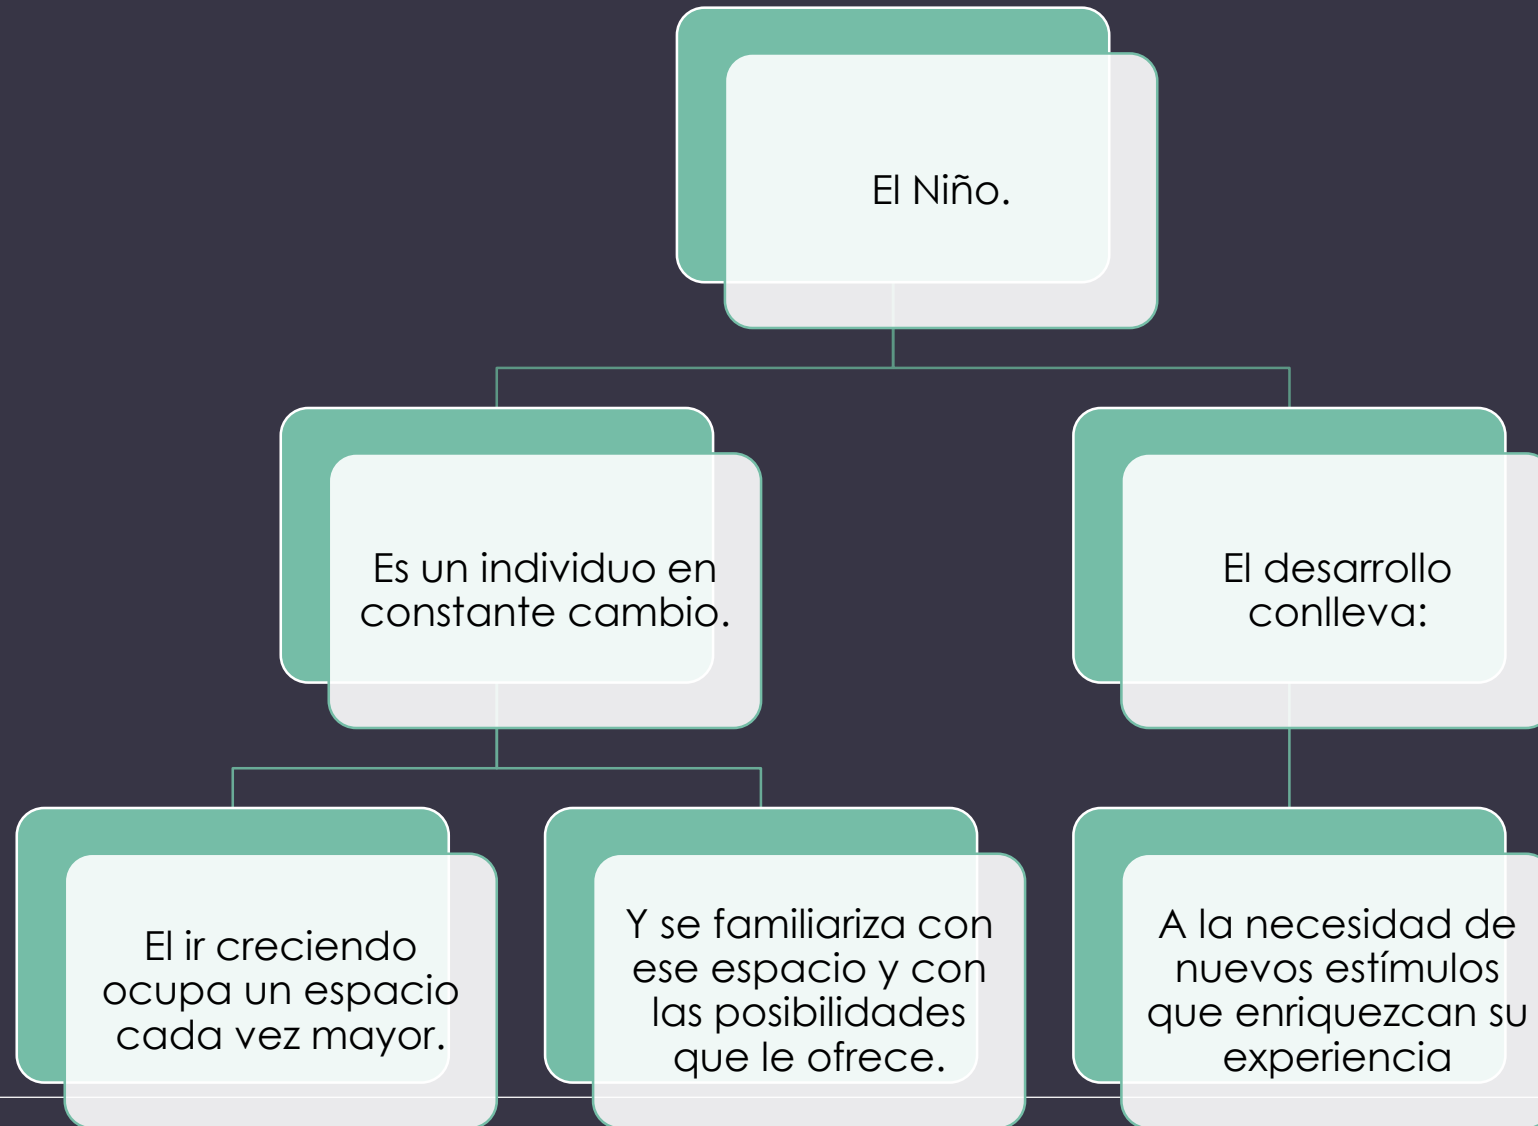 El Niño.
Es un individuo en
constante cambio.
El desarrollo
conlleva:
El ir creciendo
ocupa un espacio
cada vez mayor.
Y se familiariza con
ese espacio y con
las posibilidades
que le ofrece.
A la necesidad de
nuevos estímulos
que enriquezcan su
experiencia